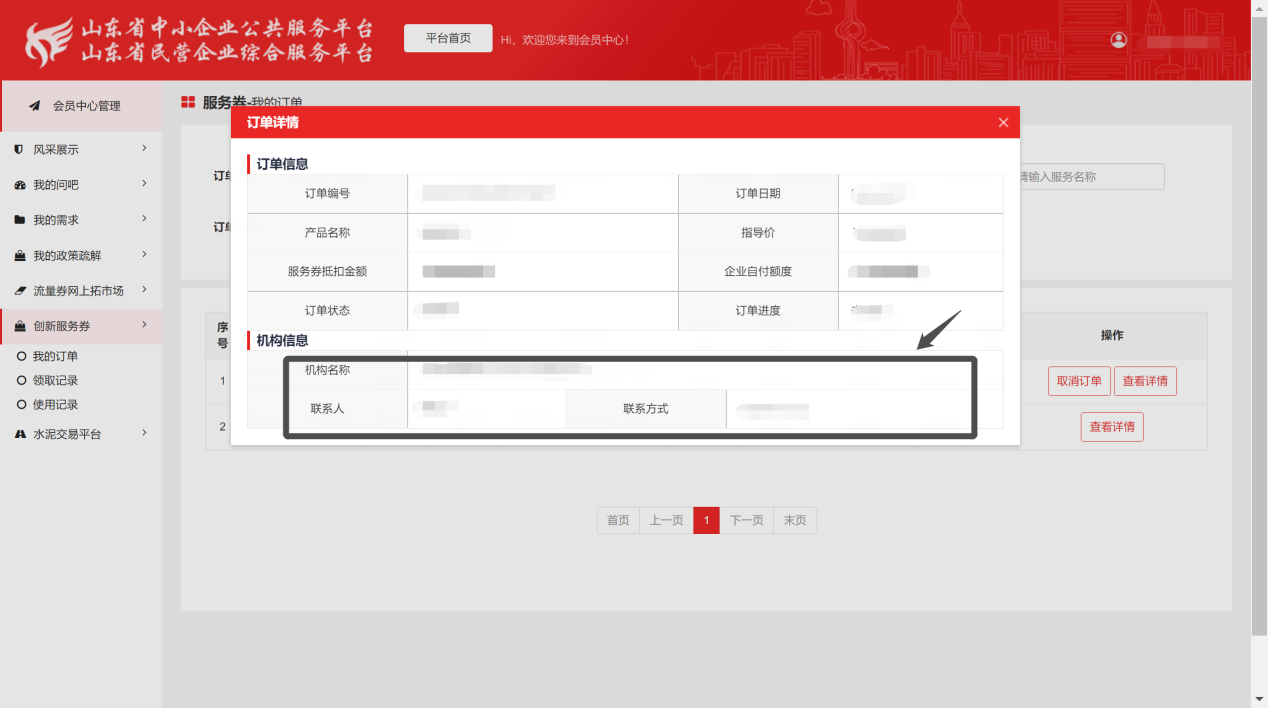 山东省中小企业公共服务平台
山东省民营企业综合服务平台
平台首页
Hi，欢迎您来到会员中心！
会员中心管理
风采展示
我的问吧
我的需求
我的政策疏解
流量券网上拓市场
创新服务券
我的订单
领取记录
使用记录
水泥交易平台
服务券-我的订单
订单详情
订单信息
订单编号
订单日期
产品名称
指导价
服务券抵扣金额
企业自付额度
订单状态
订单进度
机构信息
机构名称
联系人
联系方式
请输入服务名称
序号
操作
1
取消订单
查看详情
2
查看详情
首页
上一页
1
下一页
末页